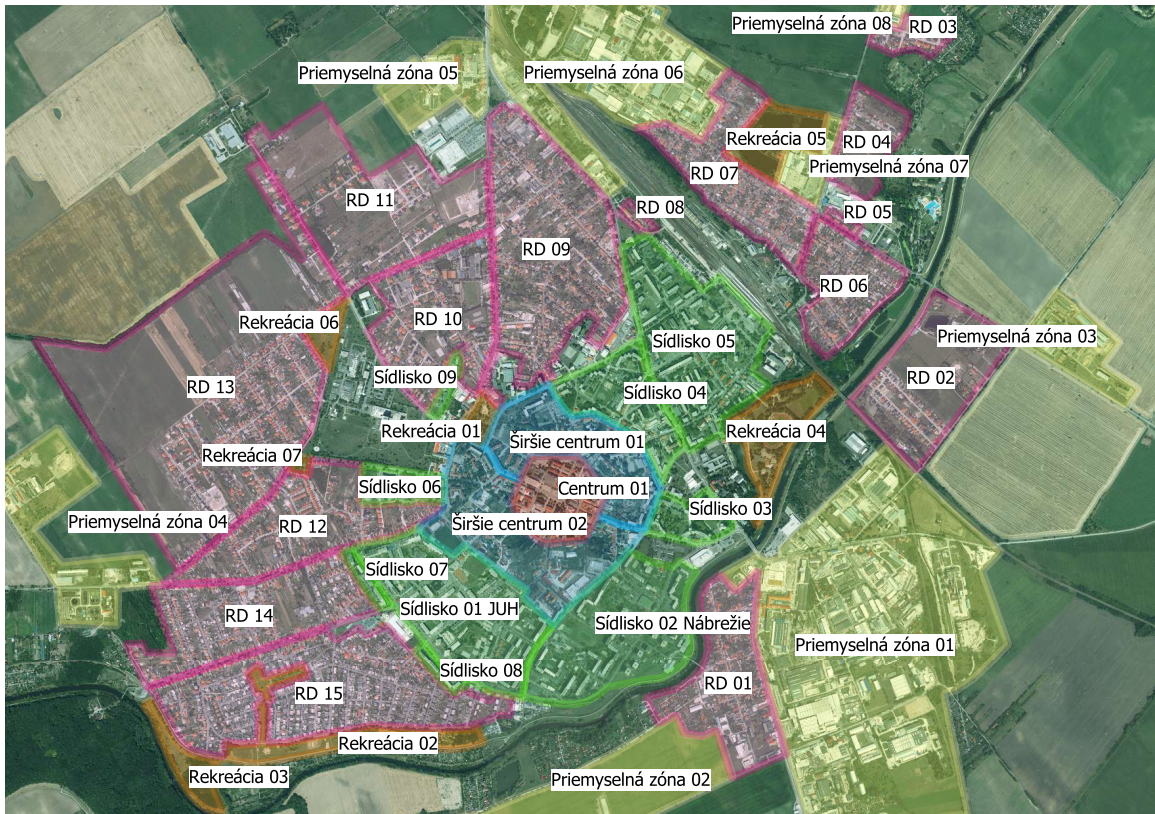 Priemyselná zóna 08
RD 03
Priemyselná zóna 05
Priemyselná zóna 06
Rekreácia 05
RD 04
Priemyselná zóna 07
RD 07
RD 11
RD 08
RD 05
RD 09
RD 06
Rekreácia 06
RD 10
Sídlisko 05
Priemyselná zóna 03
Sídlisko 09
RD 13
RD 02
Sídlisko 04
Rekreácia 01
Širšie centrum 01
Rekreácia 04
Rekreácia 07
Sídlisko 06
Centrum 01
Sídlisko 03
Priemyselná zóna 04
RD 12
Širšie centrum 02
Sídlisko 07
Sídlisko 01 JUH
RD 14
Sídlisko 02 Nábrežie
Priemyselná zóna 01
Sídlisko 08
RD 15
RD 01
Rekreácia 02
Rekreácia 03
Priemyselná zóna 02